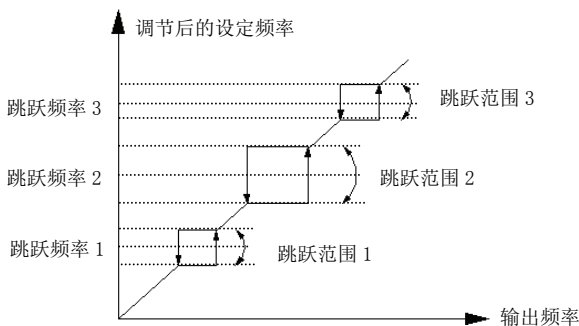 调节后的设定频率
跳跃频率 3
跳跃范围 3
跳跃频率 2
跳跃范围 2
跳跃频率 1
跳跃范围 1
输出频率